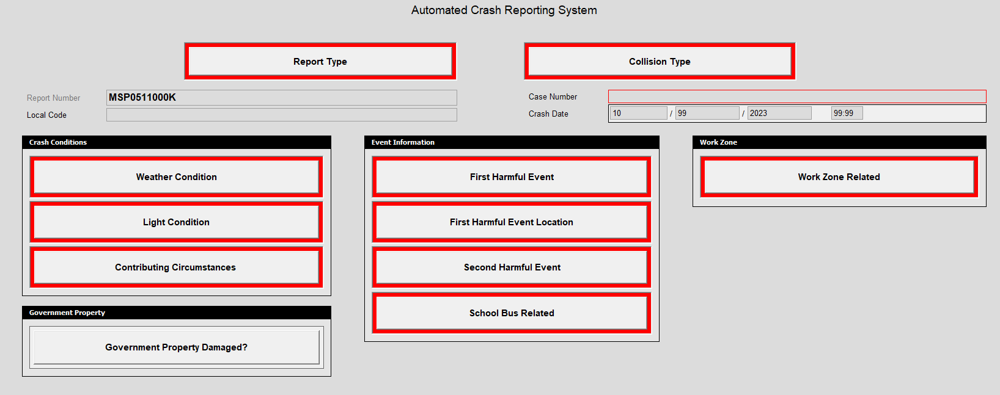 Automated Crash Reporting System
Report Type
Collision Type
Report Number MSP0511000K
Case Number
Local Code
Crash Date 10 / 99 / 2023 99:99
Crash Conditions
Weather Condition
Light Condition
Contributing Circumstances
Government Property
Government Property Damaged?
Event Information
First Harmful Event
First Harmful Event Location
Second Harmful Event
School Bus Related
Work Zone
Work Zone Related